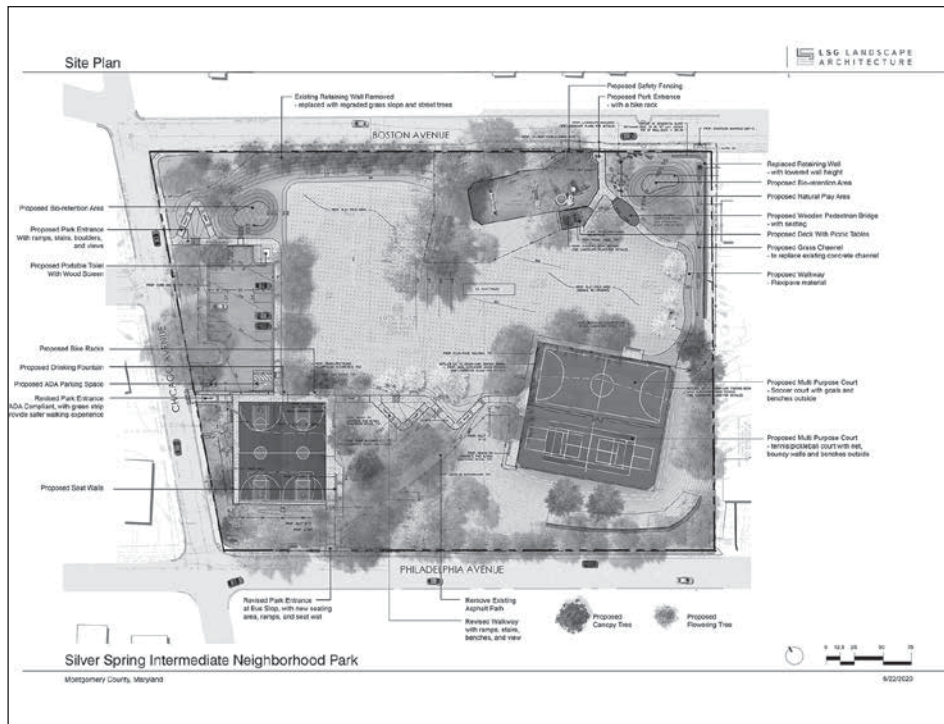 Site Plan
LSG LANDSCAPE
ARCHITECTURE
Existing Retaining Wall Removed
- replaced with regraded grass slope and street trees
Proposed Safety Fencing
Proposed Park Entrance
- with a bike rack
BOSTON AVENUE
Replaced Retaining Wall
- with lowered wall height
Proposed Bio-retention Area
Proposed Natural Play Area
Proposed Wooden Pedestrian Bridge
- with seating
Proposed Deck With Picnic Tables
Proposed Grass Channel
- to replace existing concrete channel
Proposed Walkway
- Flexipave material
Proposed Multi Purpose Court
- Soccer court with goals and
benches outside
Proposed Multi Purpose Court
- tennis/pickleball court with net,
bouncy walls and benches outside
Proposed Bio-retention Area
Proposed Park Entrance
With ramps, stairs, boulders,
and views
Proposed Portable Toilet
With Wood Screen
CHICAGO AVENUE
Proposed Bike Racks
Proposed Drinking Fountain
Proposed ADA Parking Space
Revised Park Entrance
ADA Compliant, with green strip
rovide safer walking experience
Proposed Seat Walls
PHILADELPHIA AVENUE
Revised Park Entrance
at Bus Stop, with new seating
area, ramps, and seat wall
Remove Existing
Asphalt Path
Revised Walkway
with ramps, stairs,
benches, and view
Proposed
Canopy Tree
Proposed
Flowering Tree
Silver Spring Intermediate Neighborhood Park
Montgomery County, Maryland
0 12.5 25 50 75
6/22/2020